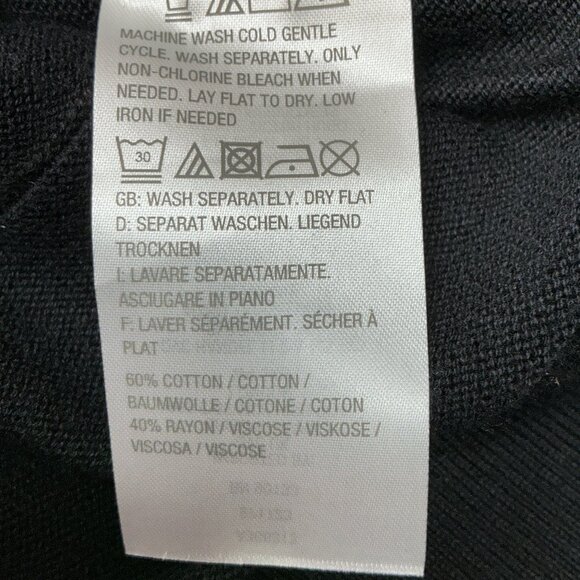 MACHINE WASH COLD GENTLE
CYCLE. WASH SEPARATELY. ONLY
NON-CHLORINE BLEACH WHEN
NEEDED. LAY FLAT TO DRY. LOW
IRON IF NEEDED
30
GB: WASH SEPARATELY. DRY FLAT
D: SEPARAT WASCHEN. LIEGEND
TROCKNEN
I: LAVARE SEPARATAMENTE.
ASCIUGARE IN PIANO
F: LAVER SÉPARÉMENT. SÉCHER À
PLAT
60% COTTON / COTTON /
BAUMWOLLE / COTONE / COTON
40% RAYON / VISCOSE / VISKOSE /
VISCOSA / VISCOSE